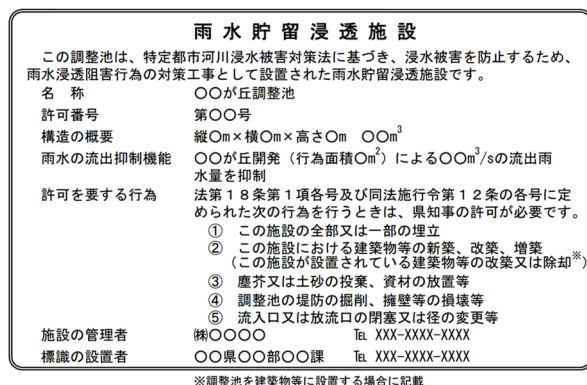 雨水貯留浸透施設
この調整池は、特定都市河川浸水被害対策法に基づき、浸水被害を防止するため、
雨水浸透阻害行為の対策工事として設置された雨水貯留浸透施設です。
名　称　〇〇が丘調整池
許可番号　第〇〇号
構造の概要　縦〇m×横〇m×高さ〇m　〇〇m³
雨水の流出抑制機能　〇〇が丘開発（行為面積〇m²）による〇〇m³/sの流出雨
水量を抑制
許可を要する行為　法第１８条第１項各号及び同法施行令第１２条の各号に定
められた次の行為を行うときは、県知事の許可が必要です。
①　この施設の全部又は一部の埋立
②　この施設における建築物等の新築、改築、増築
（この施設が設置されている建築物等の改築又は除却※）
③　塵芥又は土砂の投棄、資材の放置等
④　調整池の堤防の掘削、擁壁等の損壊等
⑤　流入口又は放流口の閉塞又は径の変更等
施設の管理者　㈱〇〇〇〇　℡ XXX-XXXX-XXXX
標識の設置者　〇〇県〇〇部〇〇課　℡ XXX-XXXX-XXXX
※調整池を建築物等に設置する場合に記載